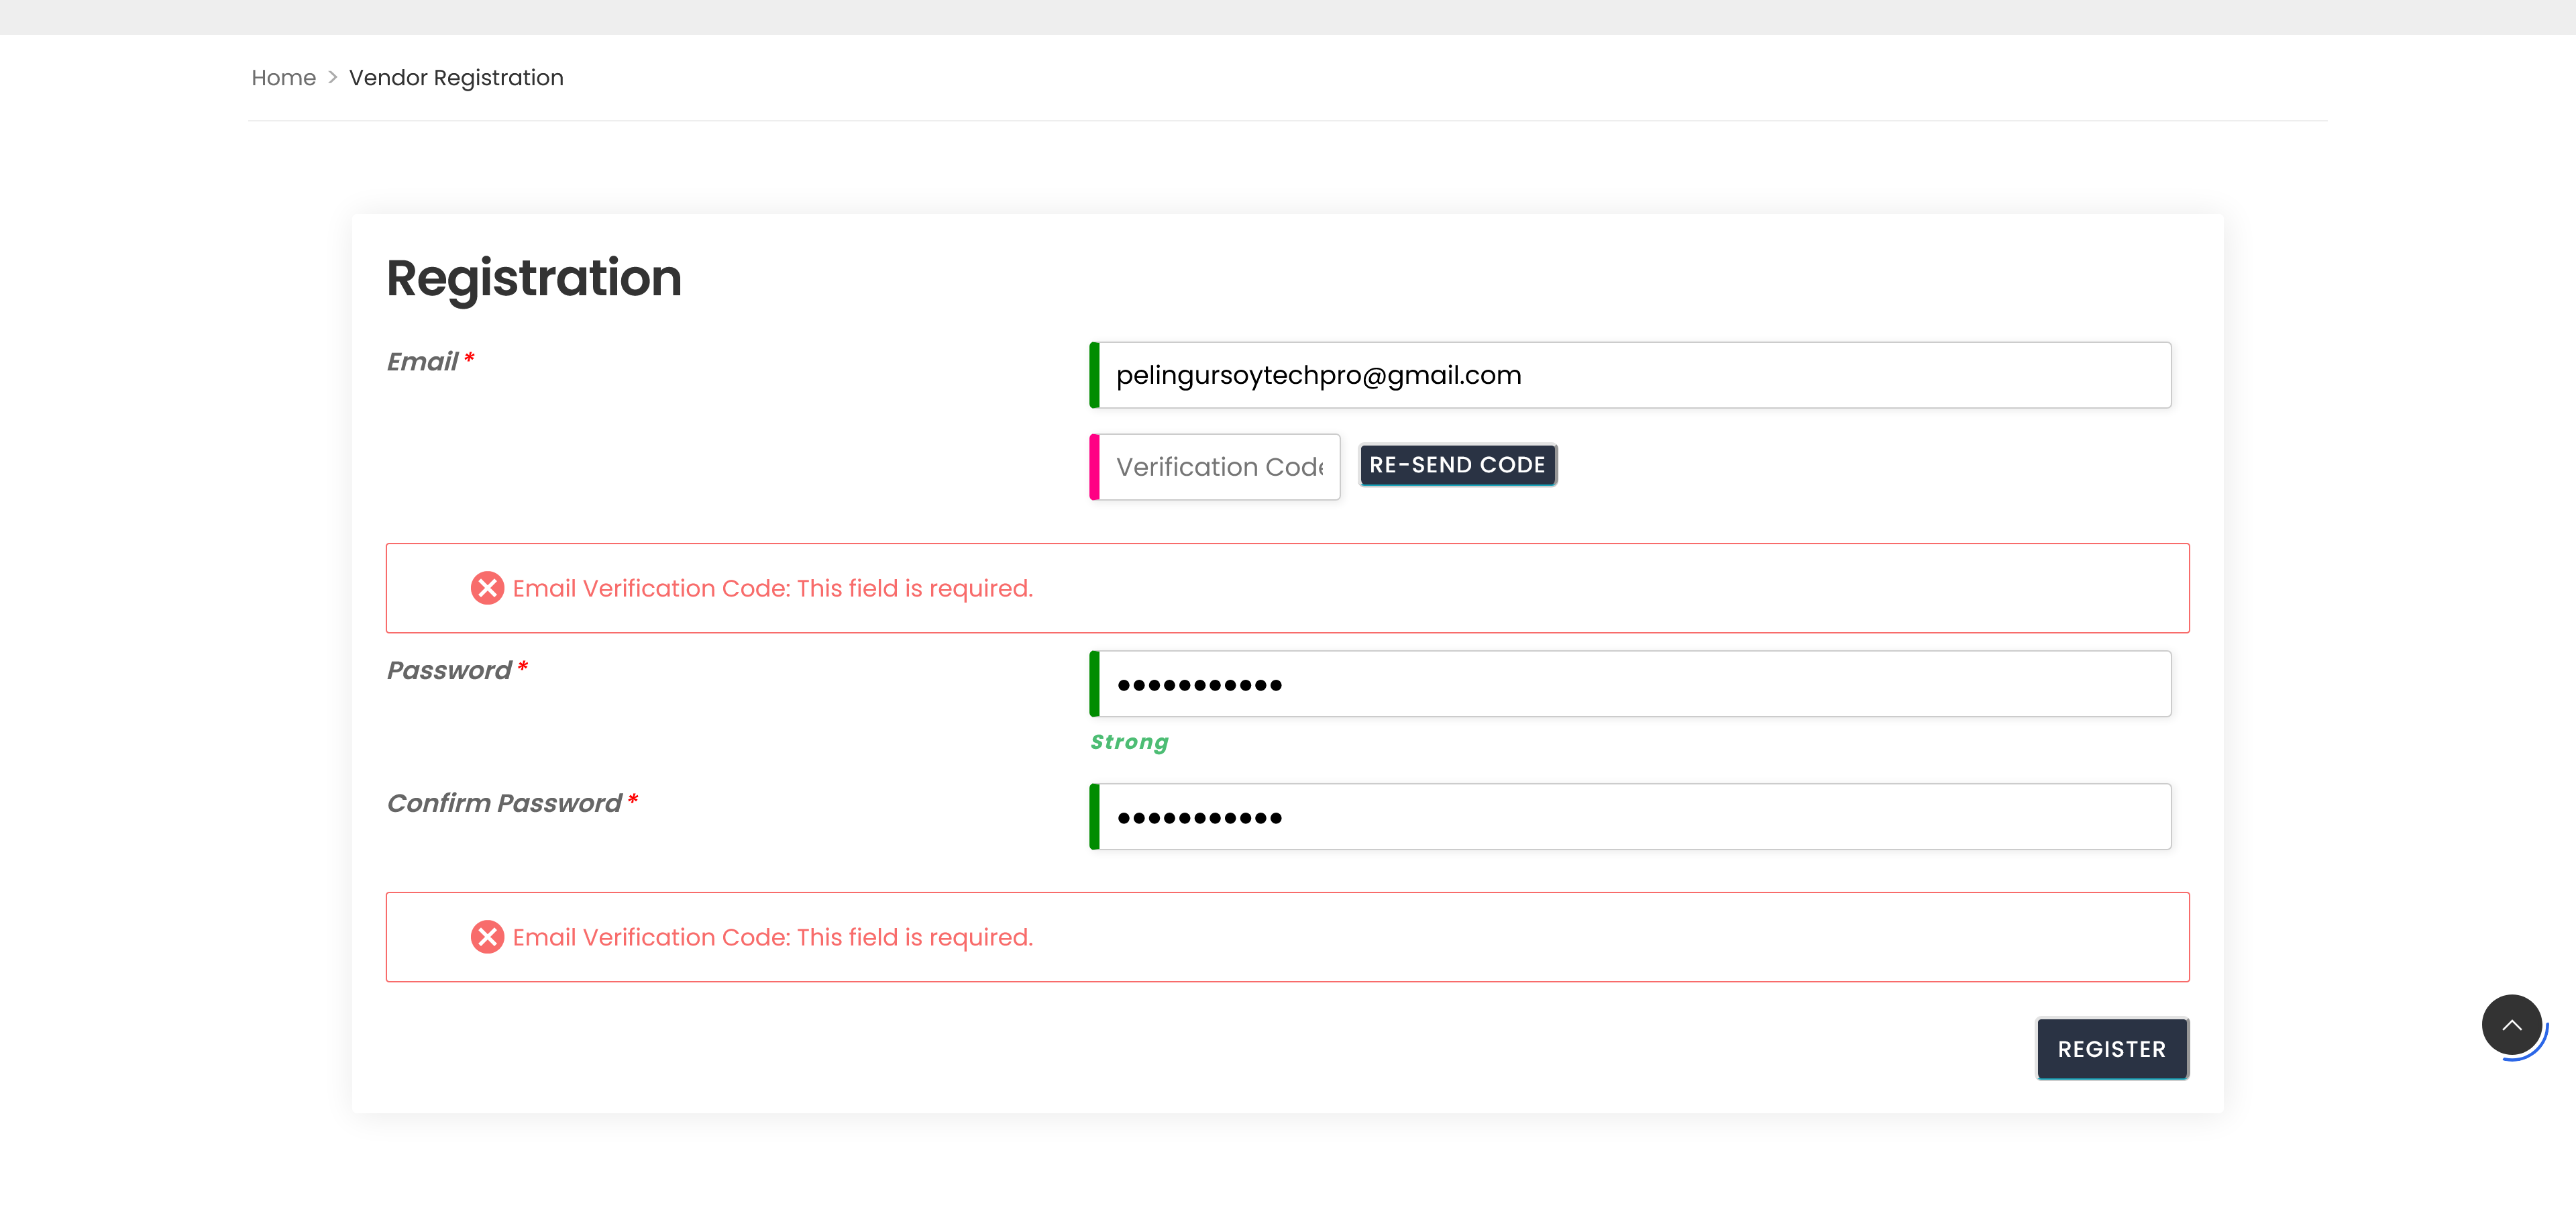 Home > Vendor Registration
Registration
Email *
pelingursoytechpro@gmail.com
Verification Code
RE-SEND CODE
Email Verification Code: This field is required.
Password *
•••••••••••
Strong
Confirm Password *
•••••••••••
Email Verification Code: This field is required.
REGISTER